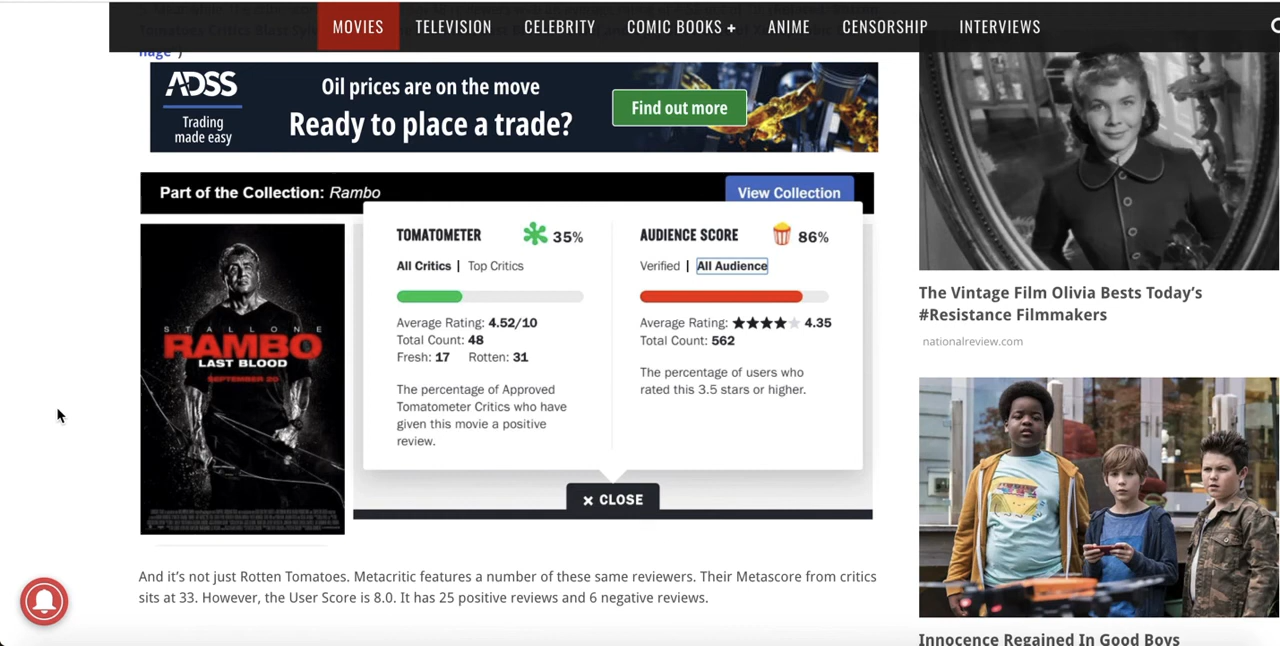 MOVIES TELEVISION CELEBRITY COMIC BOOKS + ANIME CENSORSHIP INTERVIEWS
ADSS
Trading
made easy
Oil prices are on the move
Ready to place a trade?
Find out more
Part of the Collection: Rambo
View Collection
STALLONE
RAMBO
LAST BLOOD
SEPTEMBER 20
TOMATOMETER 35%
All Critics | Top Critics
Average Rating: 4.52/10
Total Count: 48
Fresh: 17 Rotten: 31
The percentage of Approved
Tomatometer Critics who have
given this movie a positive
review.
AUDIENCE SCORE 86%
Verified | All Audience
Average Rating: 4.35
Total Count: 562
The percentage of users who
rated this 3.5 stars or higher.
× CLOSE
And it's not just Rotten Tomatoes. Metacritic features a number of these same reviewers. Their Metascore from critics
sits at 33. However, the User Score is 8.0. It has 25 positive reviews and 6 negative reviews.
The Vintage Film Olivia Bests Today's
#Resistance Filmmakers
nationalreview.com
Innocence Regained In Good Boys